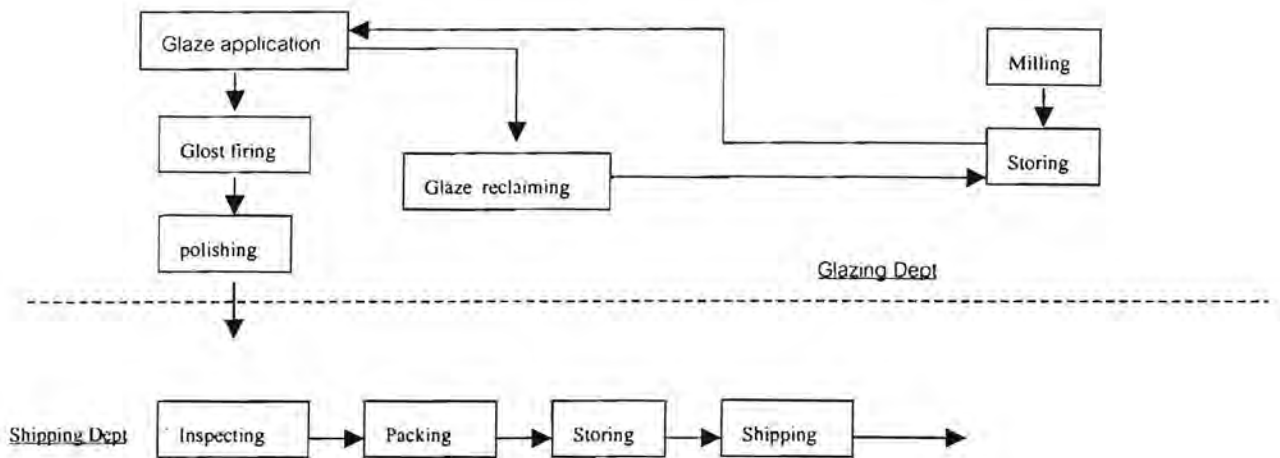 Glaze application
Milling
Glost firing
Glaze reclaiming
Storing
polishing
Glazing Dept
Shipping Dept
Inspecting
Packing
Storing
Shipping